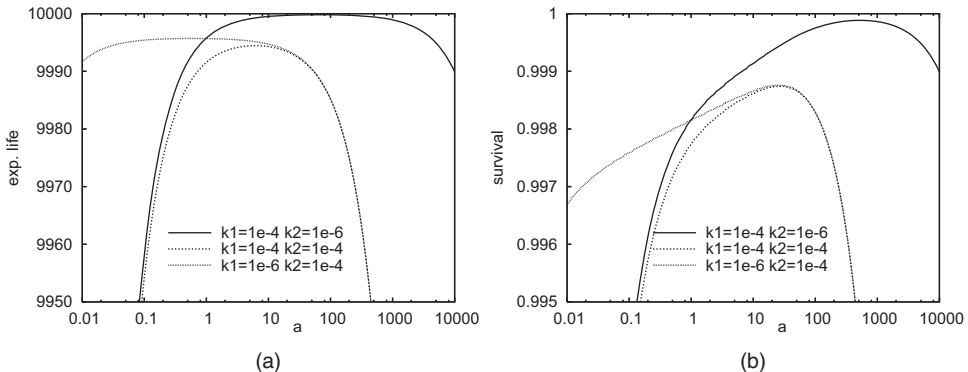 10000
9990
9980
9970
9960
9950
exp. life
k1=1e-4 k2=1e-6
k1=1e-4 k2=1e-4
k1=1e-6 k2=1e-4
0.01 0.1 1 10 100 1000 10000
a
(a)
1
0.999
0.998
0.997
0.996
0.995
survival
k1=1e-4 k2=1e-6
k1=1e-4 k2=1e-4
k1=1e-6 k2=1e-4
0.01 0.1 1 10 100 1000 10000
a
(b)